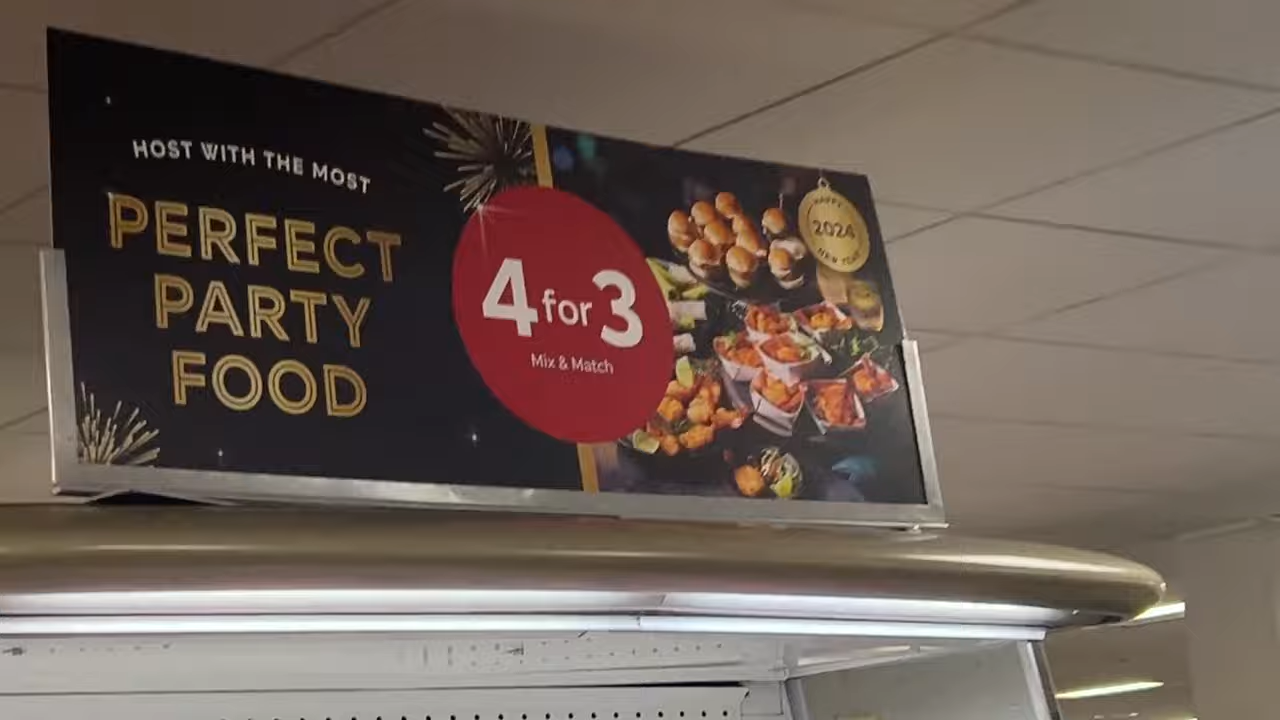 HOST WITH THE MOST
PERFECT
PARTY
FOOD
4 for 3
Mix & Match
HAPPY
2024
NEW YEAR